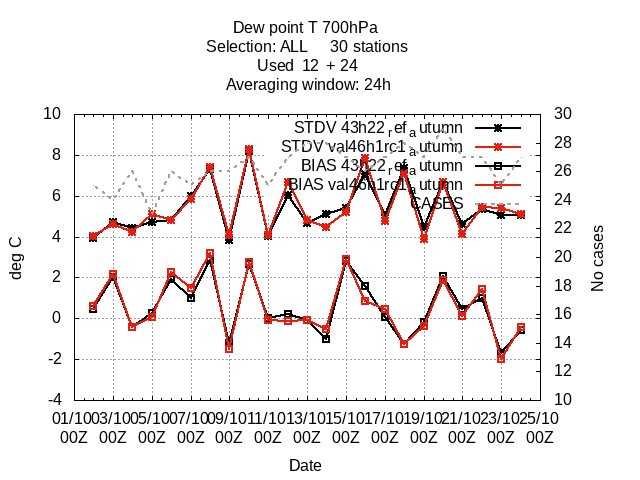 Dew point T 700hPa
Selection: ALL 30 stations
Used 12 + 24
Averaging window: 24h
STDV 43h22_ref_autumn
STDV val46h1rc1_autumn
BIAS 43h22_ref_autumn
BIAS val46h1rc1_autumn
CASES
10
8
6
4
2
0
-2
-4
deg C
30
28
26
24
22
20
18
16
14
12
10
No cases
01/10 03/10 05/10 07/10 09/10 11/10 13/10 15/10 17/10 19/10 21/10 23/10 25/10
00Z 00Z 00Z 00Z 00Z 00Z 00Z 00Z 00Z 00Z 00Z 00Z 00Z
Date